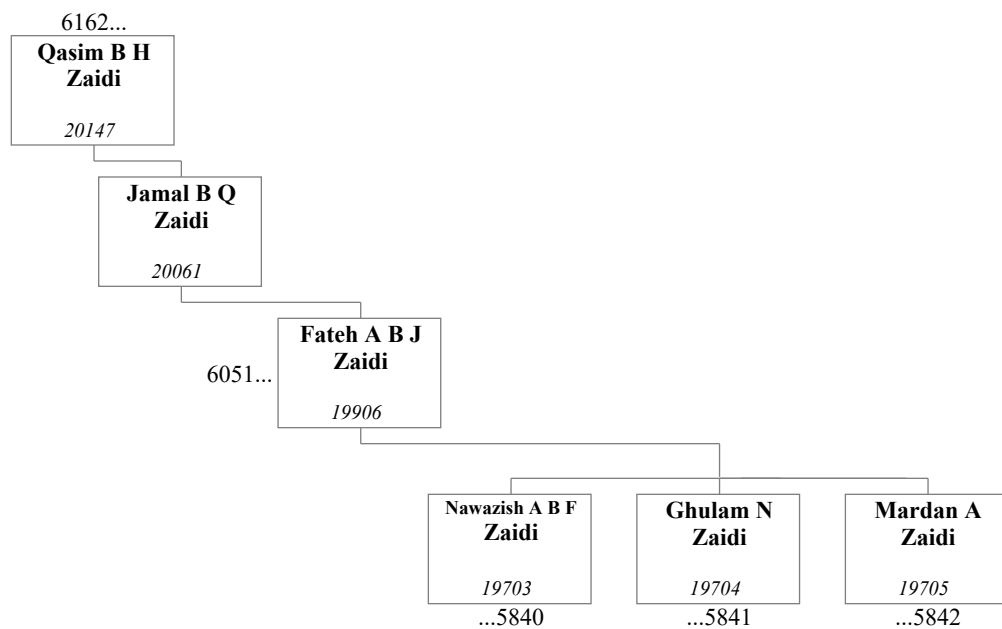 6162...
Qasim B H
Zaidi
20147
Jamal B Q
Zaidi
20061
Fateh A B J
Zaidi
6051...
19906
Nawazish A B F
Zaidi
19703
...5840
Ghulam N
Zaidi
19704
...5841
Mardan A
Zaidi
19705
...5842